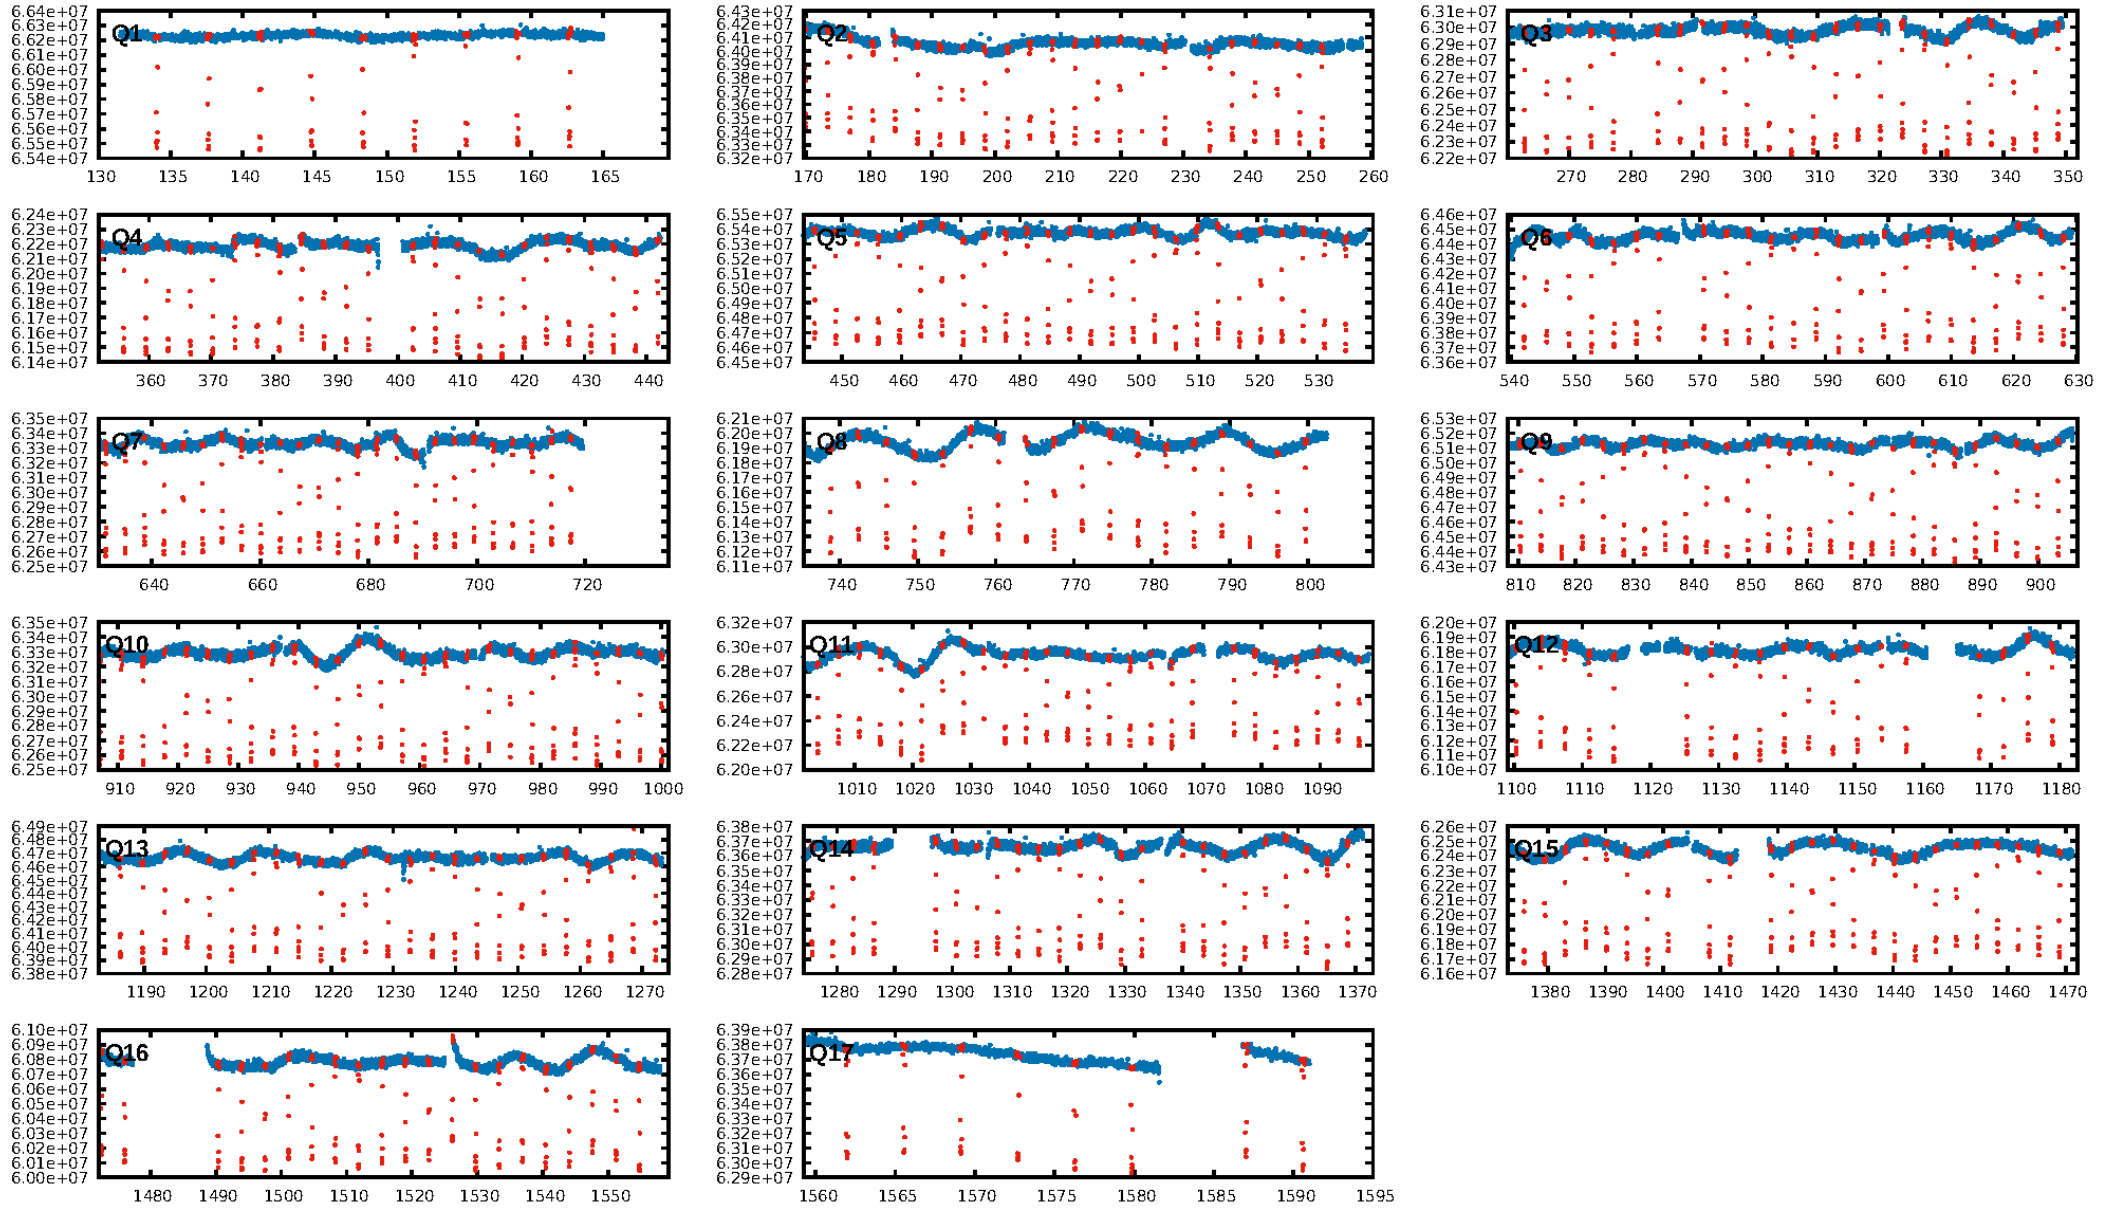 6.64e+07
6.63e+07
6.62e+07
6.61e+07
6.60e+07
6.59e+07
6.58e+07
6.57e+07
6.56e+07
6.55e+07
6.54e+07
Q1
130 135 140 145 150 155 160 165
6.43e+07
6.42e+07
6.41e+07
6.40e+07
6.39e+07
6.38e+07
6.37e+07
6.36e+07
6.35e+07
6.34e+07
6.33e+07
6.32e+07
Q2
170 180 190 200 210 220 230 240 250 260
6.31e+07
6.30e+07
6.29e+07
6.28e+07
6.27e+07
6.26e+07
6.25e+07
6.24e+07
6.23e+07
6.22e+07
Q3
270 280 290 300 310 320 330 340 350
6.24e+07
6.23e+07
6.22e+07
6.21e+07
6.20e+07
6.19e+07
6.18e+07
6.17e+07
6.16e+07
6.15e+07
6.14e+07
Q4
360 370 380 390 400 410 420 430 440
6.55e+07
6.54e+07
6.53e+07
6.52e+07
6.51e+07
6.50e+07
6.49e+07
6.48e+07
6.47e+07
6.46e+07
6.45e+07
Q5
450 460 470 480 490 500 510 520 530
6.46e+07
6.45e+07
6.44e+07
6.43e+07
6.42e+07
6.41e+07
6.40e+07
6.39e+07
6.38e+07
6.37e+07
6.36e+07
Q6
540 550 560 570 580 590 600 610 620 630
6.35e+07
6.34e+07
6.33e+07
6.32e+07
6.31e+07
6.30e+07
6.29e+07
6.28e+07
6.27e+07
6.26e+07
6.25e+07
Q7
640 660 680 700 720
6.21e+07
6.20e+07
6.19e+07
6.18e+07
6.17e+07
6.16e+07
6.15e+07
6.14e+07
6.13e+07
6.12e+07
6.11e+07
Q8
740 750 760 770 780 790 800
6.53e+07
6.52e+07
6.51e+07
6.50e+07
6.49e+07
6.48e+07
6.47e+07
6.46e+07
6.45e+07
6.44e+07
6.43e+07
Q9
810 820 830 840 850 860 870 880 890 900
6.35e+07
6.34e+07
6.33e+07
6.32e+07
6.31e+07
6.30e+07
6.29e+07
6.28e+07
6.27e+07
6.26e+07
6.25e+07
Q10
910 920 930 940 950 960 970 980 990 1000
6.32e+07
6.30e+07
6.28e+07
6.26e+07
6.24e+07
6.22e+07
6.20e+07
Q11
1010 1020 1030 1040 1050 1060 1070 1080 1090
6.20e+07
6.19e+07
6.18e+07
6.17e+07
6.16e+07
6.15e+07
6.14e+07
6.13e+07
6.12e+07
6.11e+07
6.10e+07
Q12
1100 1110 1120 1130 1140 1150 1160 1170 1180
6.49e+07
6.48e+07
6.47e+07
6.46e+07
6.45e+07
6.44e+07
6.43e+07
6.42e+07
6.41e+07
6.40e+07
6.39e+07
6.38e+07
Q13
1190 1200 1210 1220 1230 1240 1250 1260 1270
6.38e+07
6.37e+07
6.36e+07
6.35e+07
6.34e+07
6.33e+07
6.32e+07
6.31e+07
6.30e+07
6.29e+07
6.28e+07
Q14
1280 1290 1300 1310 1320 1330 1340 1350 1360 1370
6.26e+07
6.25e+07
6.24e+07
6.23e+07
6.22e+07
6.21e+07
6.20e+07
6.19e+07
6.18e+07
6.17e+07
6.16e+07
Q15
1380 1390 1400 1410 1420 1430 1440 1450 1460 1470
6.10e+07
6.09e+07
6.08e+07
6.07e+07
6.06e+07
6.05e+07
6.04e+07
6.03e+07
6.02e+07
6.01e+07
6.00e+07
Q16
1480 1490 1500 1510 1520 1530 1540 1550
6.39e+07
6.38e+07
6.37e+07
6.36e+07
6.35e+07
6.34e+07
6.33e+07
6.32e+07
6.31e+07
6.30e+07
6.29e+07
Q17
1560 1565 1570 1575 1580 1585 1590 1595